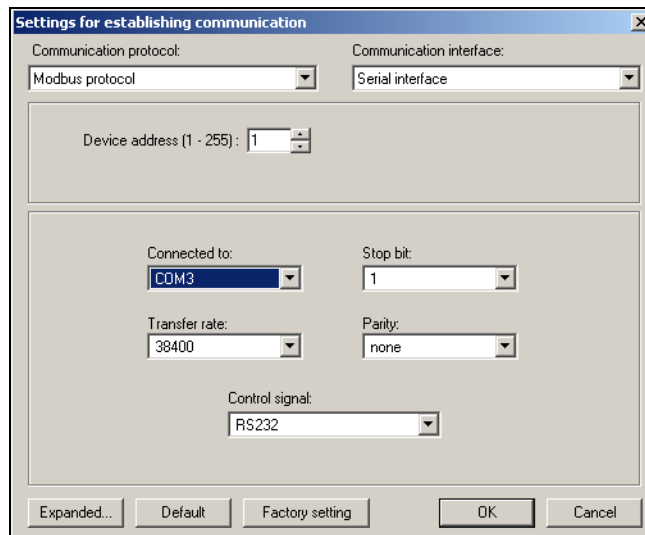 Settings for establishing communication
Communication protocol: Communication interface:
Modbus protocol Serial interface
Device address (1 - 255) : 1
Connected to: Stop bit:
COM3 1
Transfer rate: Parity:
38400 none
Control signal:
RS232
Expanded... Default Factory setting OK Cancel